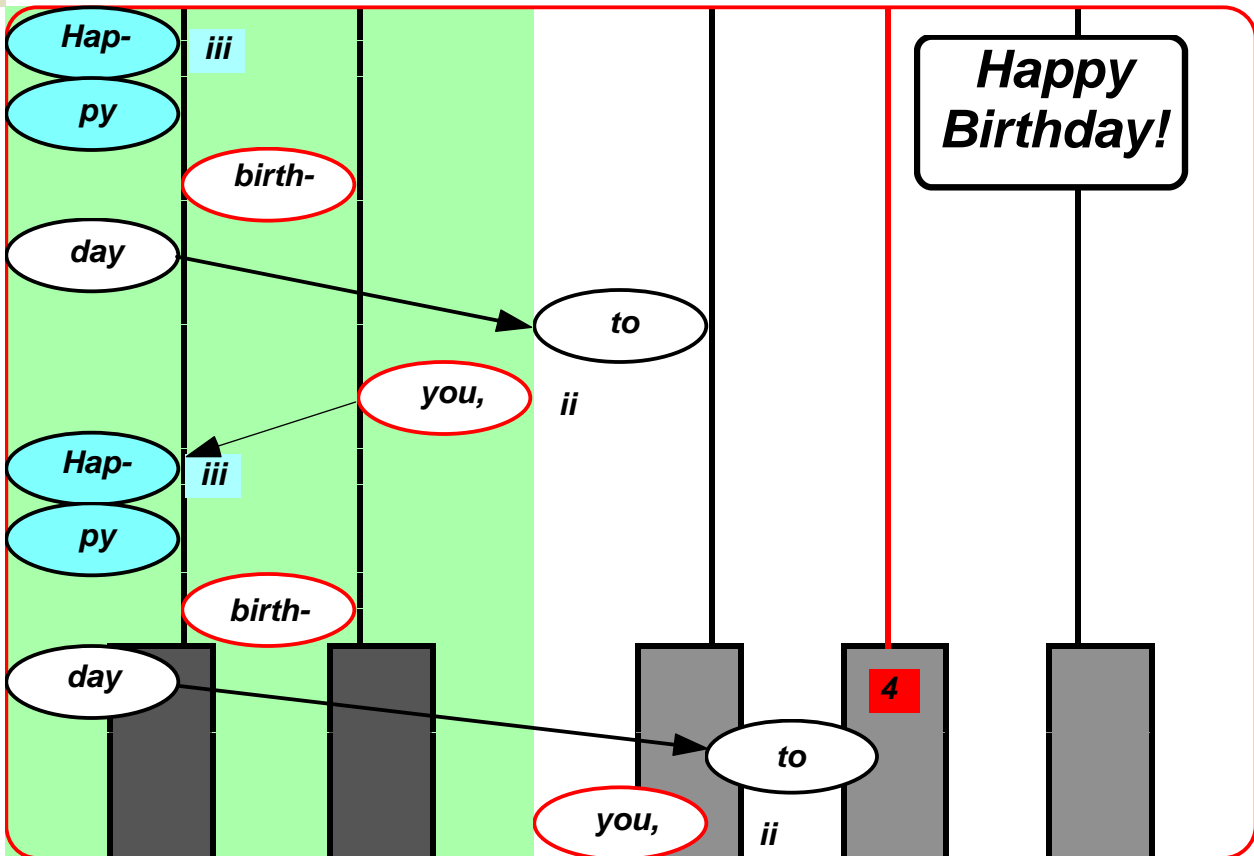 Hap-
iii
Happy
Birthday!
py
birth-
day
to
you,
ii
Hap-
iii
py
birth-
day
4
to
you,
ii